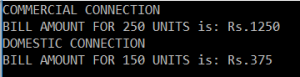 COMMERCIAL CONNECTION
BILL AMOUNT FOR 250 UNITS is: Rs.1250
DOMESTIC CONNECTION
BILL AMOUNT FOR 150 UNITS is: Rs.375